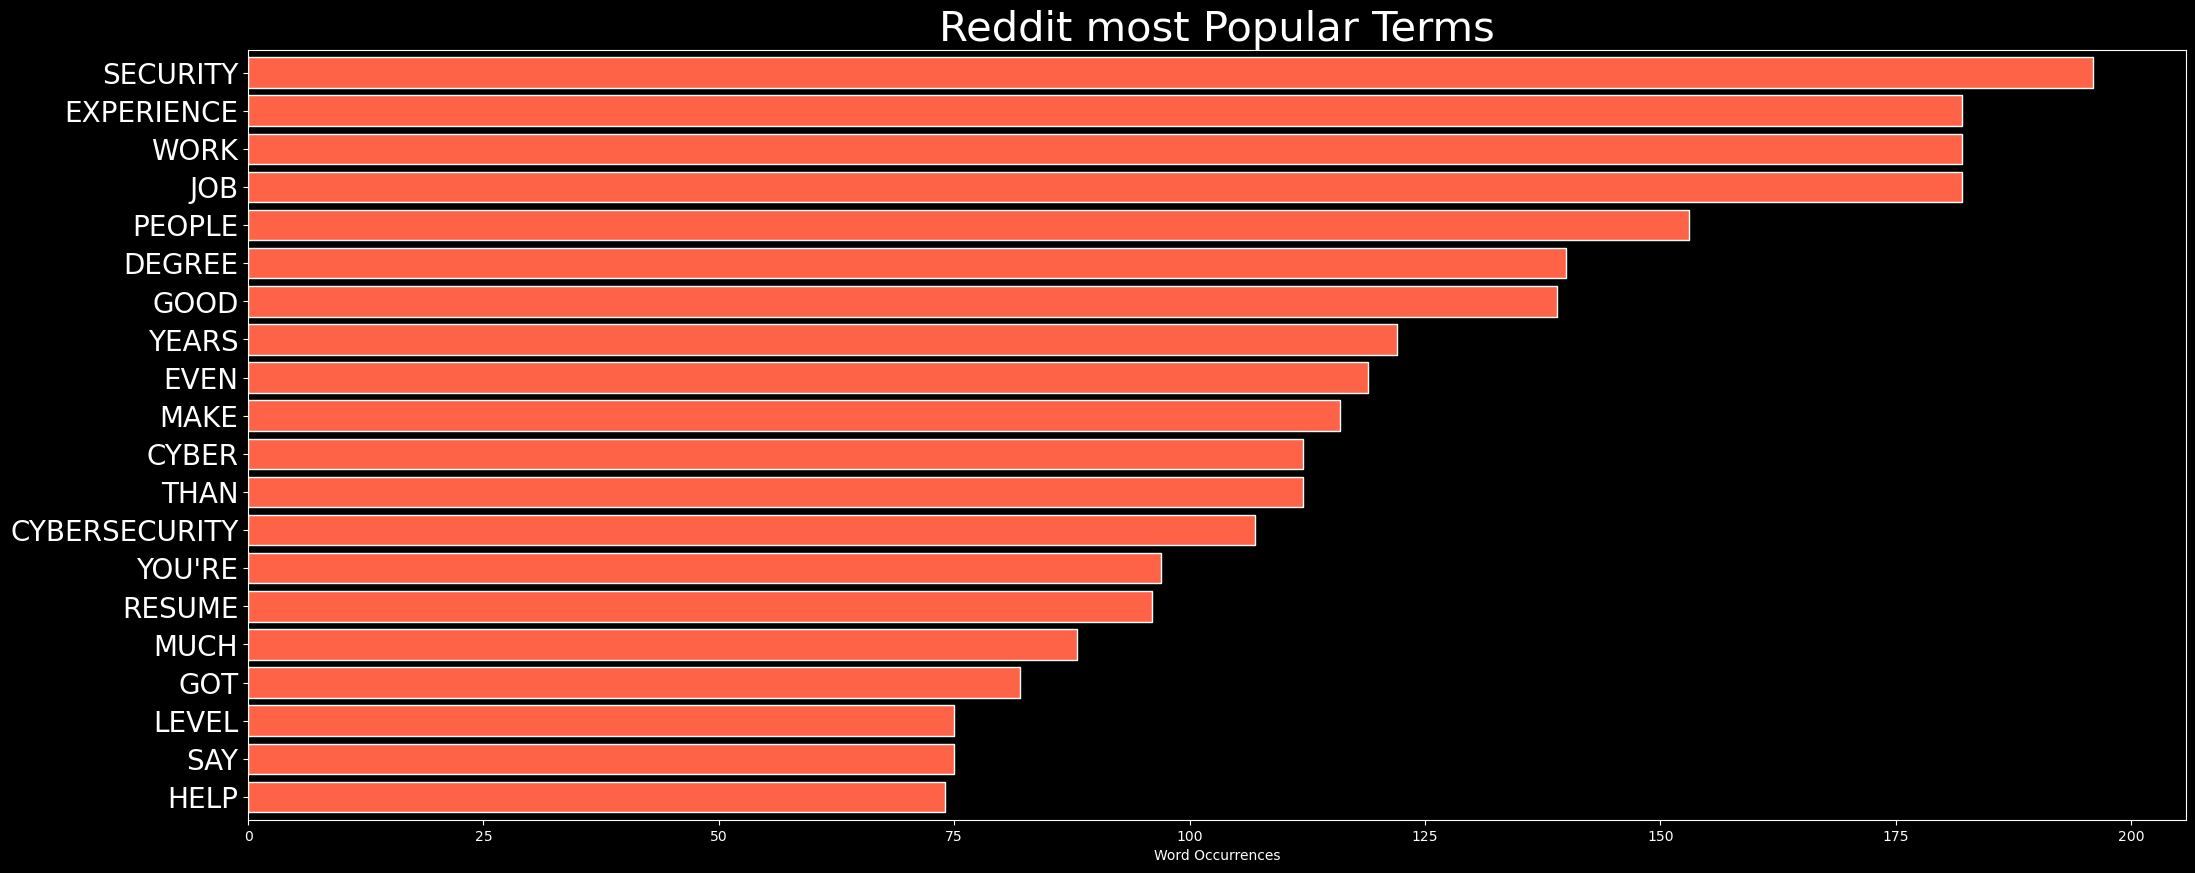 Reddit most Popular Terms
SECURITY
EXPERIENCE
WORK
JOB
PEOPLE
DEGREE
GOOD
YEARS
EVEN
MAKE
CYBER
THAN
CYBERSECURITY
YOU'RE
RESUME
MUCH
GOT
LEVEL
SAY
HELP
0 25 50 75 100 125 150 175 200
Word Occurrences